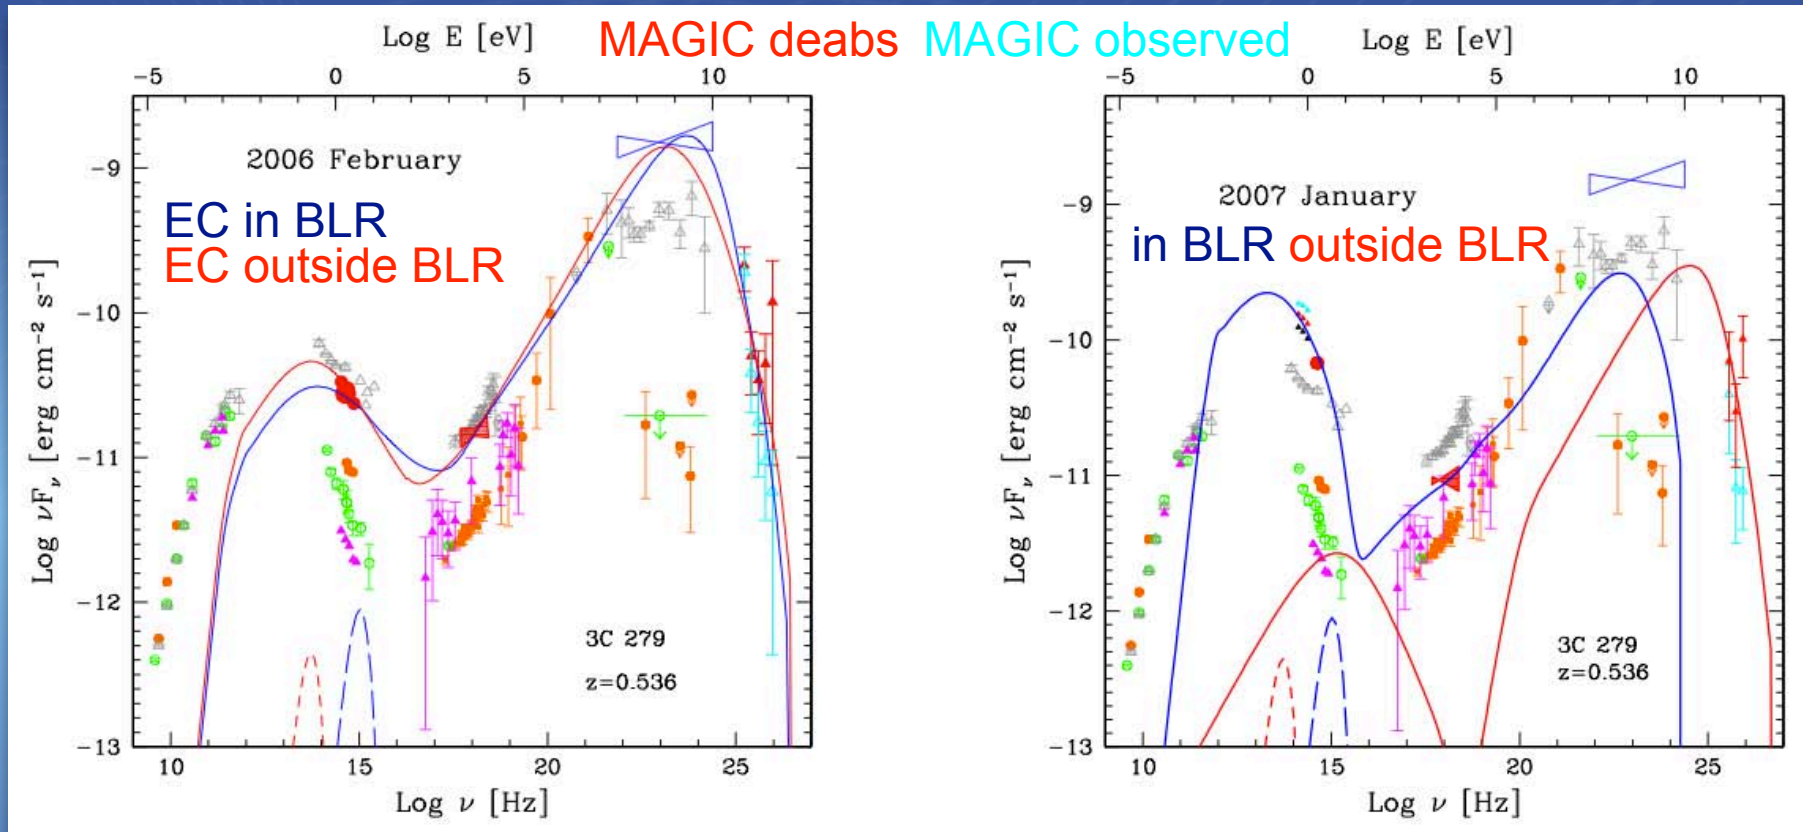 MAGIC deabs MAGIC observed
Log E [eV]
-5 0 5 10
2006 February
EC in BLR
EC outside BLR
Log νFν [erg cm−2 s−1]
-9
-10
-11
-12
-13
3C 279
z=0.536
10 15 20 25
Log ν [Hz]
Log E [eV]
-5 0 5 10
2007 January
in BLR outside BLR
Log νFν [erg cm−2 s−1]
-9
-10
-11
-12
-13
3C 279
z=0.536
10 15 20 25
Log ν [Hz]